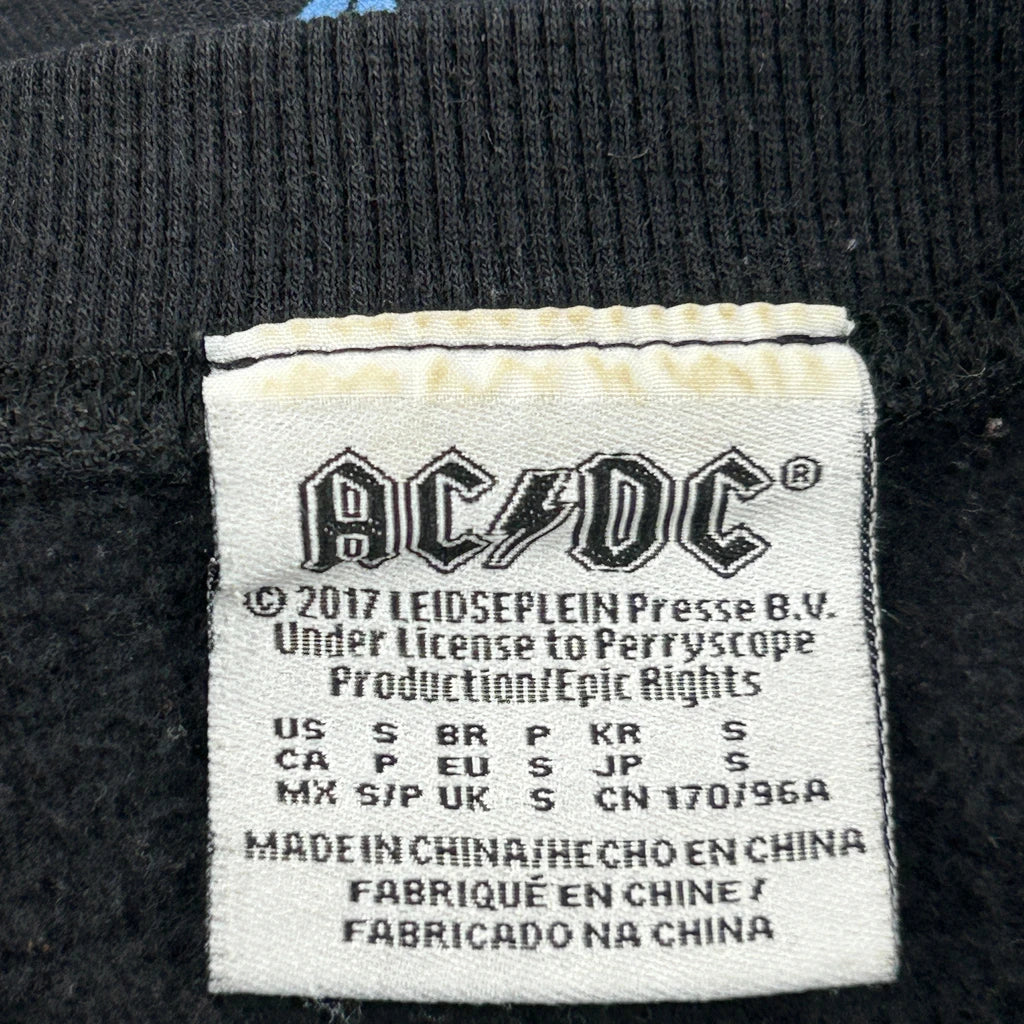 AC/DC®
© 2017 LEIDSEPLEIN Presse B.V.
Under License to Perryscope
Production/Epic Rights
US S BR P KR S
CA P EU S JP S
MX S/P UK S CN 170/96A
MADE IN CHINA/HECHO EN CHINA
FABRIQUÉ EN CHINE/
FABRICADO NA CHINA